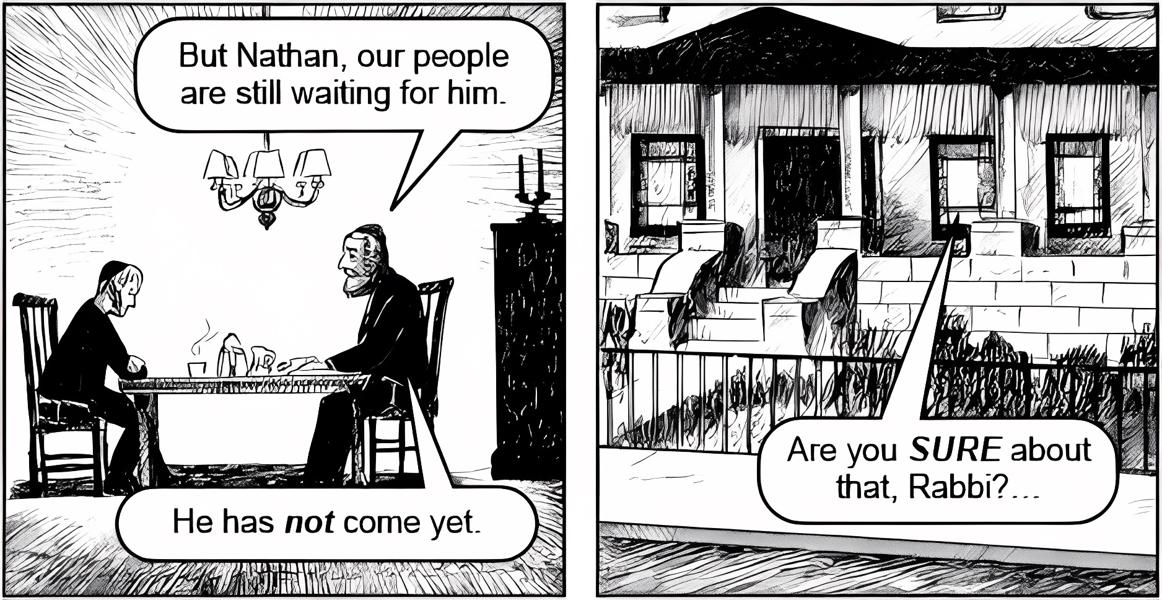 But Nathan, our people
are still waiting for him.
He has not come yet.
Are you SURE about
that, Rabbi?...